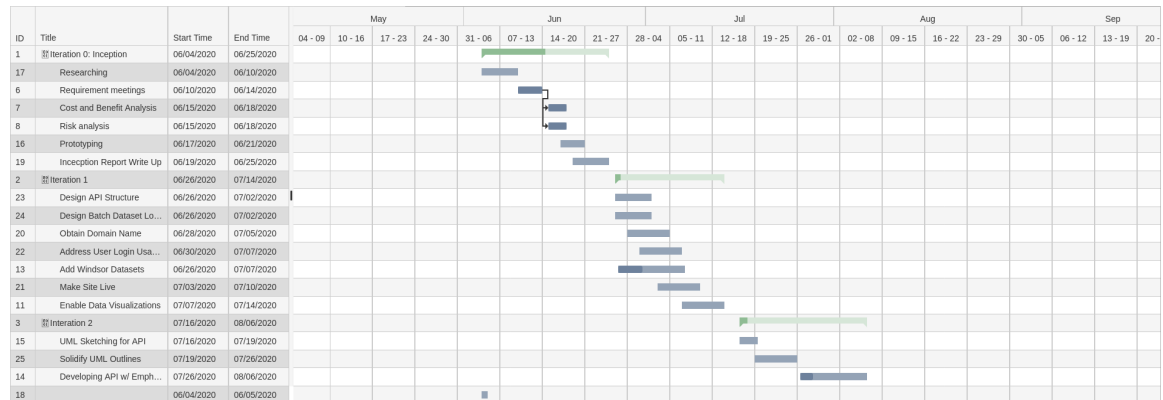 May Jun Jul Aug Sep
ID Title Start Time End Time 04 - 09 10 - 16 17 - 23 24 - 30 31 - 06 07 - 13 14 - 20 21 - 27 28 - 04 05 - 11 12 - 18 19 - 25 26 - 01 02 - 08 09 - 15 16 - 22 23 - 29 30 - 05 06 - 12 13 - 19 20 -
1 Iteration 0: Inception 06/04/2020 06/25/2020
17 Researching 06/04/2020 06/10/2020
6 Requirement meetings 06/10/2020 06/14/2020
7 Cost and Benefit Analysis 06/15/2020 06/18/2020
8 Risk analysis 06/15/2020 06/18/2020
16 Prototyping 06/17/2020 06/21/2020
19 Incecption Report Write Up 06/19/2020 06/25/2020
2 Iteration 1 06/26/2020 07/14/2020
23 Design API Structure 06/26/2020 07/02/2020
24 Design Batch Dataset Lo... 06/26/2020 07/02/2020
20 Obtain Domain Name 06/28/2020 07/05/2020
22 Address User Login Usa... 06/30/2020 07/07/2020
13 Add Windsor Datasets 06/26/2020 07/07/2020
21 Make Site Live 07/03/2020 07/10/2020
11 Enable Data Visualizations 07/07/2020 07/14/2020
3 Interation 2 07/16/2020 08/06/2020
15 UML Sketching for API 07/16/2020 07/19/2020
25 Solidify UML Outlines 07/19/2020 07/26/2020
14 Developing API w/ Emph... 07/26/2020 08/06/2020
18 06/04/2020 06/05/2020